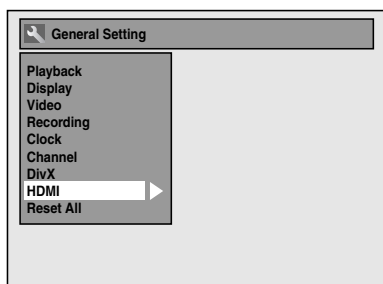 General Setting
Playback
Display
Video
Recording
Clock
Channel
DivX
HDMI
Reset All